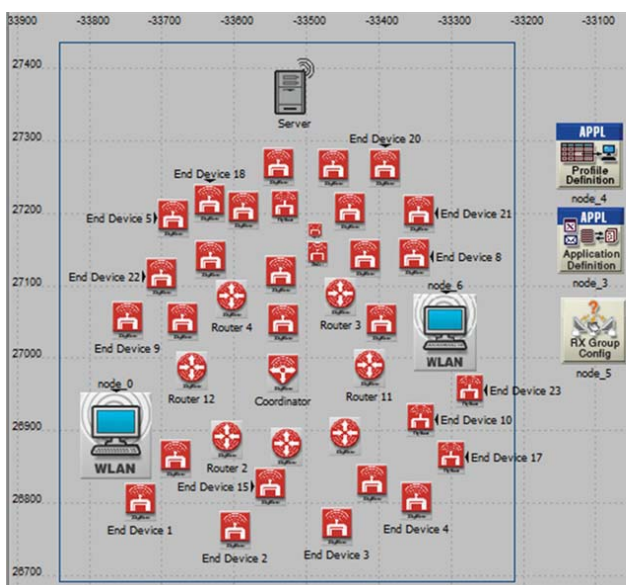 33900 -33800 -33700 -33600 -33500 -33400 -33300 -33200 -33100
27400
Server
27300
End Device 20
APPL
Profile
Definition
node_4
End Device 18
27200
End Device 5
End Device 21
APPL
Application
Definition
node_3
End Device 8
27100
End Device 22
node_6
Router 4
Router 3
End Device 9
WLAN
RX Group
Config
node_5
27000
node_0
Router 12
Coordinator
Router 11
End Device 23
26900
WLAN
End Device 10
Router 2
End Device 17
End Device 15
26800
End Device 1
End Device 2
End Device 3
End Device 4
26700